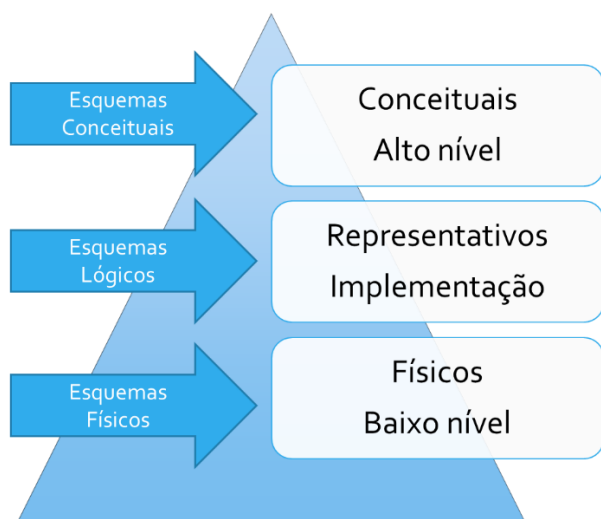 Esquemas
Conceituais
Conceituais
Alto nível
Esquemas
Lógicos
Representativos
Implementação
Esquemas
Físicos
Físicos
Baixo nível